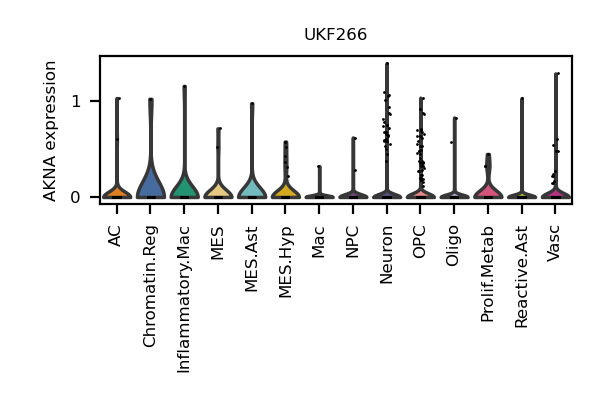 UKF266
AKNA expression
1
0
AC
Chromatin.Reg
Inflammatory.Mac
MES
MES.Ast
MES.Hyp
Mac
NPC
Neuron
OPC
Oligo
Prolif.Metab
Reactive.Ast
Vasc